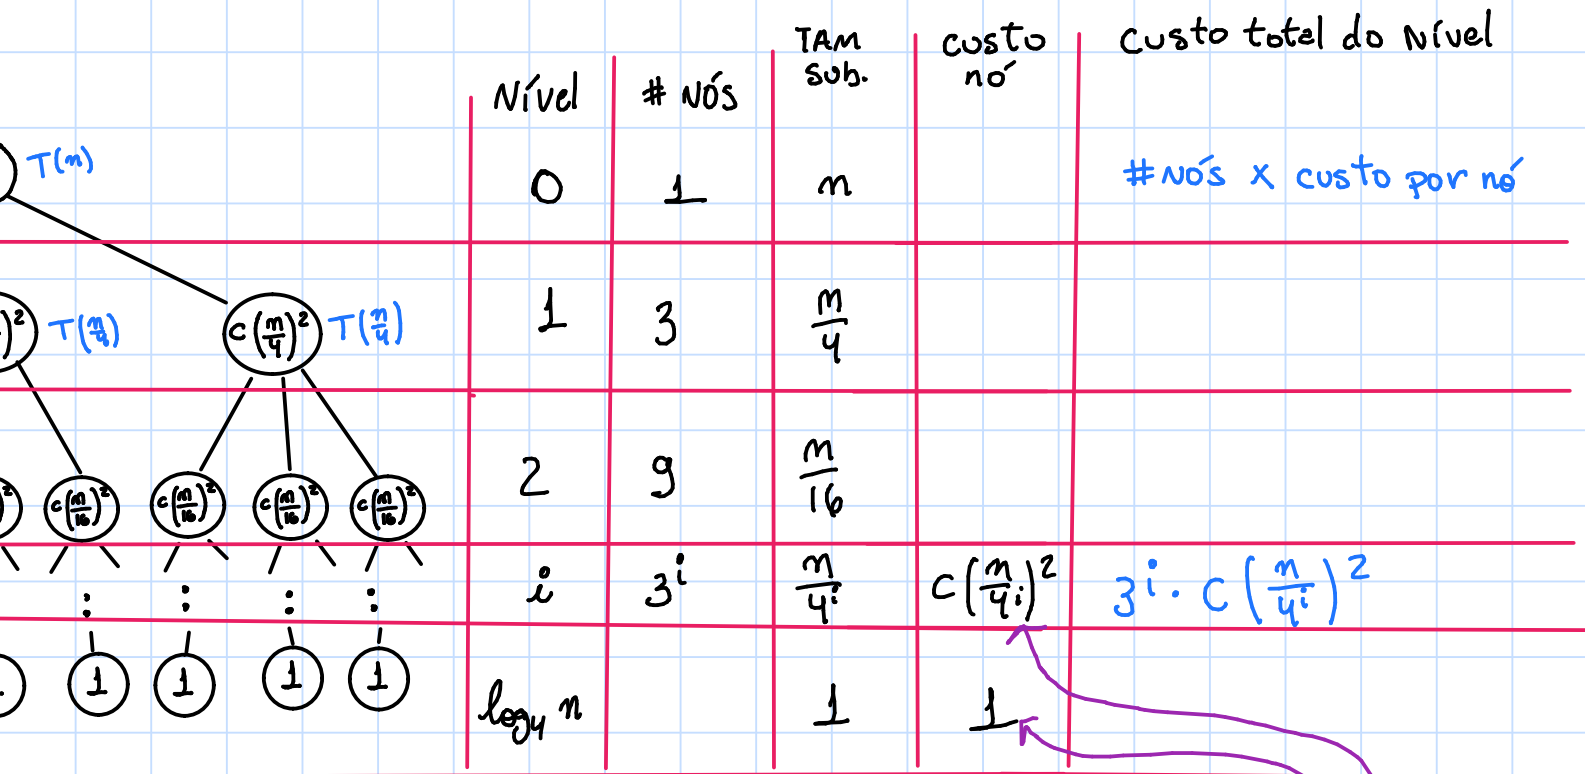 Nível # Nós TAM sub. custo nó custo total do Nível
T(n) 0 1 n #Nós x custo por nó
)² T(n/4) c(n/4)² T(n/4) 1 3 n/4
² c(n/16)² c(n/16)² c(n/16)² c(n/16)² 2 9 n/16
: : : : i 3^i n/4^i c(n/4^i)² 3^i · c(n/4^i)²
1 1 1 1 log₄ n 1 1